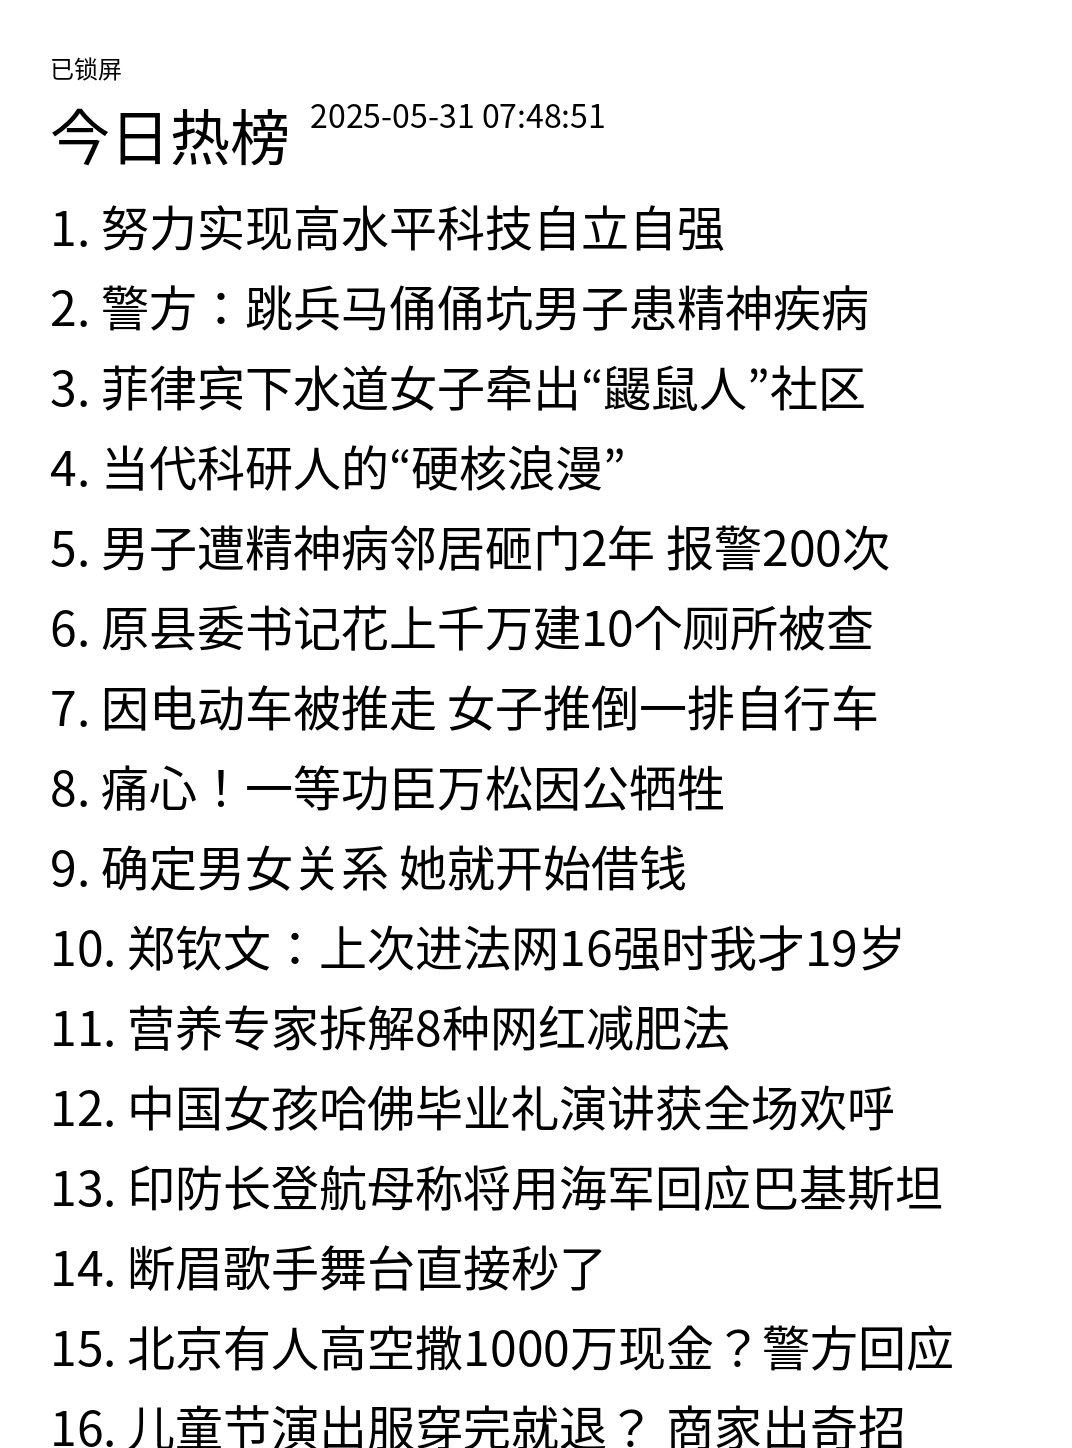 已锁屏
今日热榜 2025-05-31 07:48:51
1. 努力实现高水平科技自立自强
2. 警方：跳兵马俑俑坑男子患精神疾病
3. 菲律宾下水道女子牵出“鼹鼠人”社区
4. 当代科研人的“硬核浪漫”
5. 男子遭精神病邻居砸门2年 报警200次
6. 原县委书记花上千万建10个厕所被查
7. 因电动车被推走 女子推倒一排自行车
8. 痛心！一等功臣万松因公牺牲
9. 确定男女关系 她就开始借钱
10. 郑钦文：上次进法网16强时我才19岁
11. 营养专家拆解8种网红减肥法
12. 中国女孩哈佛毕业礼演讲获全场欢呼
13. 印防长登航母称将用海军回应巴基斯坦
14. 断眉歌手舞台直接秒了
15. 北京有人高空撒1000万现金？警方回应
16. 儿童节演出服穿完就退？ 商家出奇招